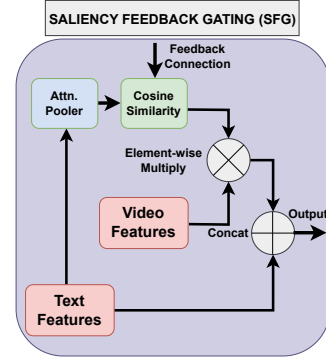 SALIENCY FEEDBACK GATING (SFG)
Feedback
Connection
Attn.
Pooler
Cosine
Similarity
Element-wise
Multiply
Video
Features
Concat
Output
Text
Features